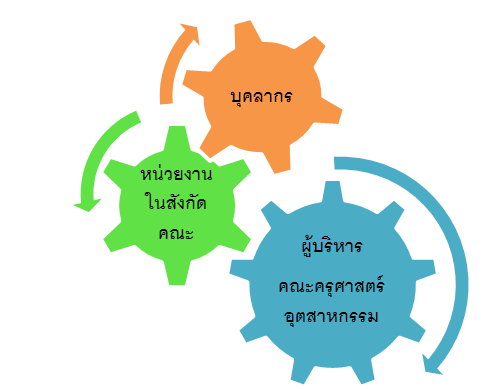 บุคลากร
หน่วยงาน
ในสังกัด
คณะ
ผู้บริหาร
คณะครุศาสตร์
อุตสาหกรรม